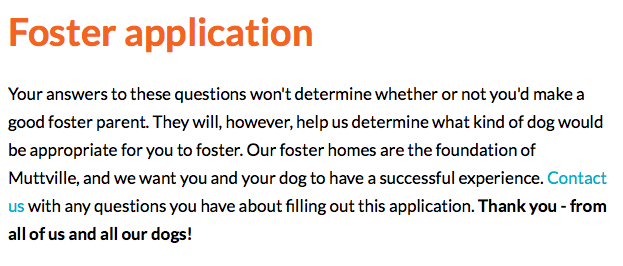 Foster application
Your answers to these questions won't determine whether or not you'd make a
good foster parent. They will, however, help us determine what kind of dog would
be appropriate for you to foster. Our foster homes are the foundation of
Muttville, and we want you and your dog to have a successful experience. Contact
us with any questions you have about filling out this application. Thank you - from
all of us and all our dogs!